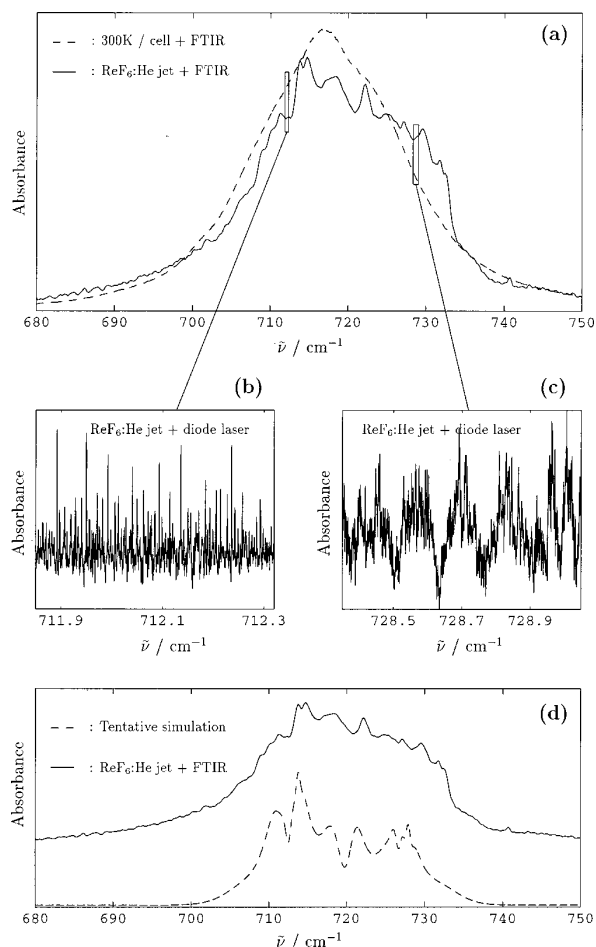 (a)
– – : 300K / cell + FTIR
— : ReF₆:He jet + FTIR
Absorbance
680 690 700 710 720 730 740 750
ν̃ / cm⁻¹
(b)
(c)
ReF₆:He jet + diode laser
ReF₆:He jet + diode laser
Absorbance
Absorbance
711.9 712.1 712.3
728.5 728.7 728.9
ν̃ / cm⁻¹
ν̃ / cm⁻¹
(d)
– – : Tentative simulation
— : ReF₆:He jet + FTIR
Absorbance
680 690 700 710 720 730 740 750
ν̃ / cm⁻¹